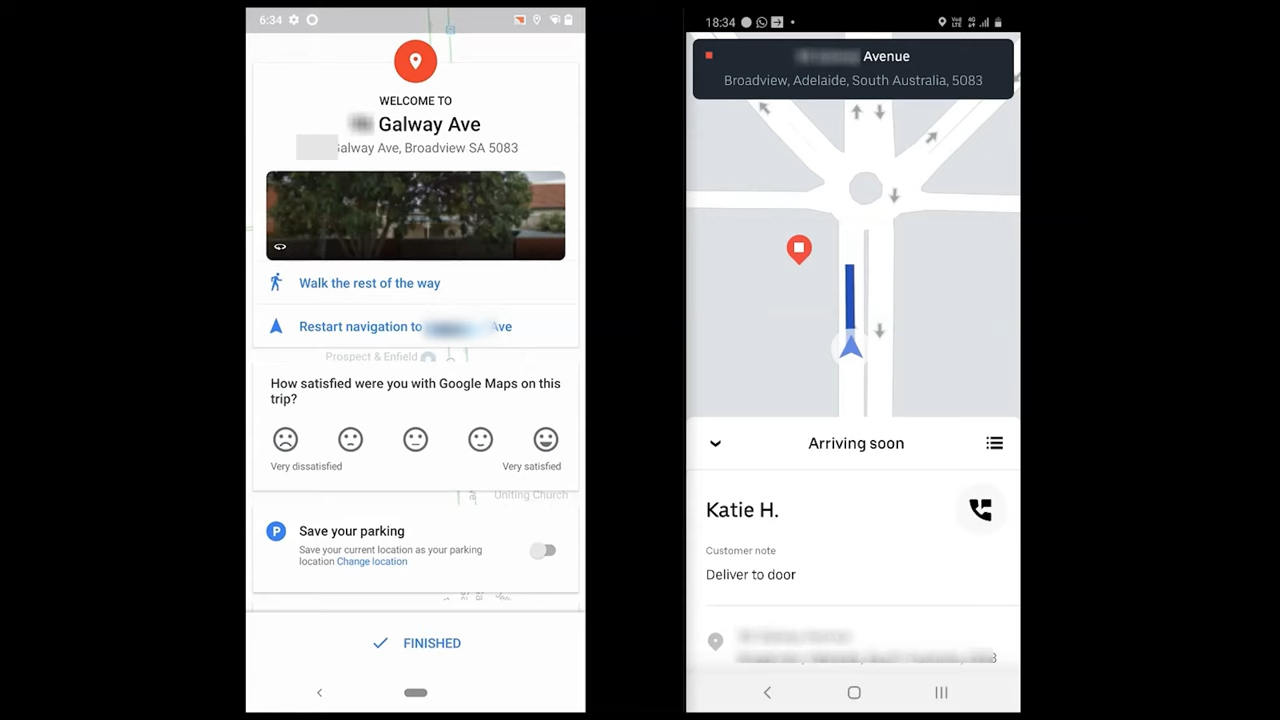 6:34
WELCOME TO
Galway Ave
Galway Ave, Broadview SA 5083
Walk the rest of the way
Restart navigation to Ave
Prospect & Enfield
How satisfied were you with Google Maps on this
trip?
Very dissatisfied
Very satisfied
Uniting Church
P
Save your parking
Save your current location as your parking
location Change location
FINISHED
18:34
Avenue
Broadview, Adelaide, South Australia, 5083
Arriving soon
Katie H.
Customer note
Deliver to door